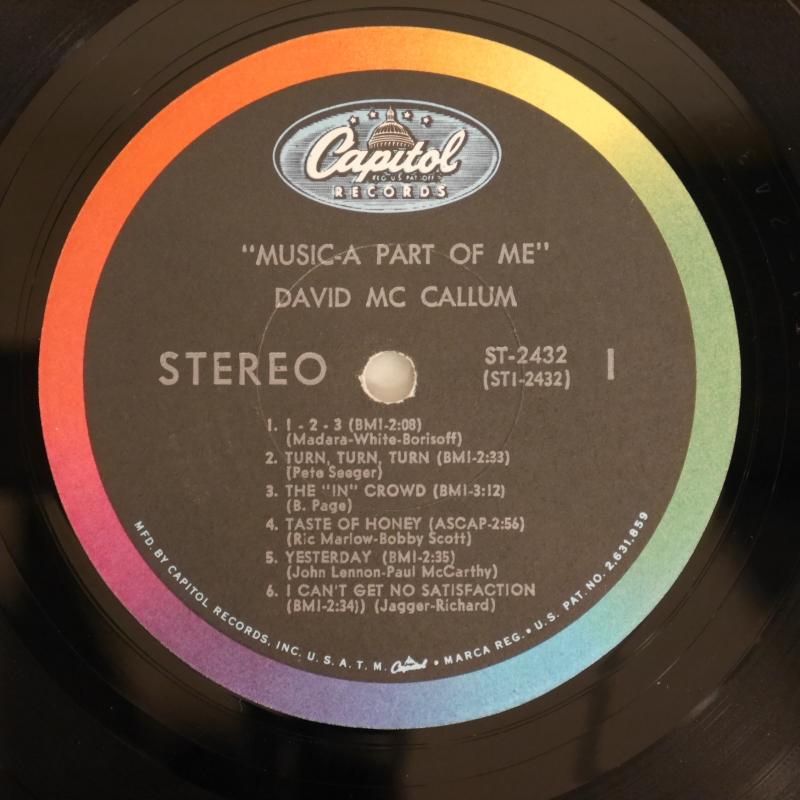 Capitol
REG. U.S. PAT. OFF.
RECORDS
"MUSIC-A PART OF ME"
DAVID MC CALLUM
STEREO
ST-2432
(ST1-2432)
1
1. 1 - 2 - 3 (BMI-2:08)
(Madara-White-Borisoff)
2. TURN, TURN, TURN (BMI-2:33)
(Pete Seeger)
3. THE "IN" CROWD (BMI-3:12)
(B. Page)
4. TASTE OF HONEY (ASCAP-2:56)
(Ric Marlow-Bobby Scott)
5. YESTERDAY (BMI-2:35)
(John Lennon-Paul McCarthy)
6. I CAN'T GET NO SATISFACTION
(BMI-2:34)) (Jagger-Richard)
MFD. BY CAPITOL RECORDS, INC. U. S. A. T. M. Capitol • MARCA REG. • U. S. PAT. NO. 2,631,859